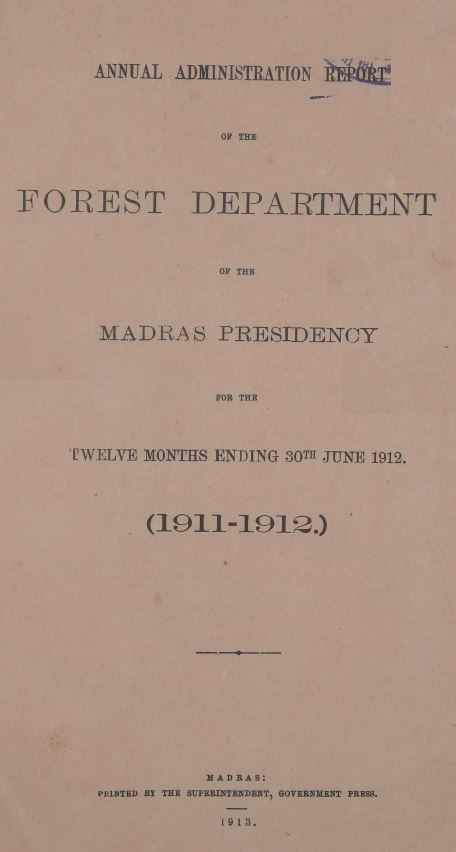 ANNUAL ADMINISTRATION REPORT
OF THE
FOREST DEPARTMENT
OF THE
MADRAS PRESIDENCY
FOR THE
TWELVE MONTHS ENDING 30TH JUNE 1912.
(1911-1912.)
MADRAS:
PRINTED BY THE SUPERINTENDENT, GOVERNMENT PRESS.
1913.